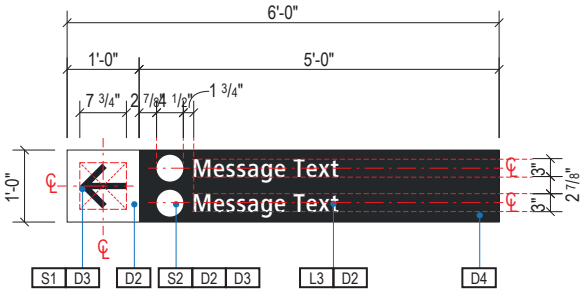 6'-0"
1'-0" 5'-0"
7 3/4" 2 7/8" 4 1/2" 1 3/4"
1'-0" ℄ Message Text ℄ 3"
2 7/8"
Message Text ℄ 3"
℄
S1 D3 D2 S2 D2 D3 L3 D2 D4